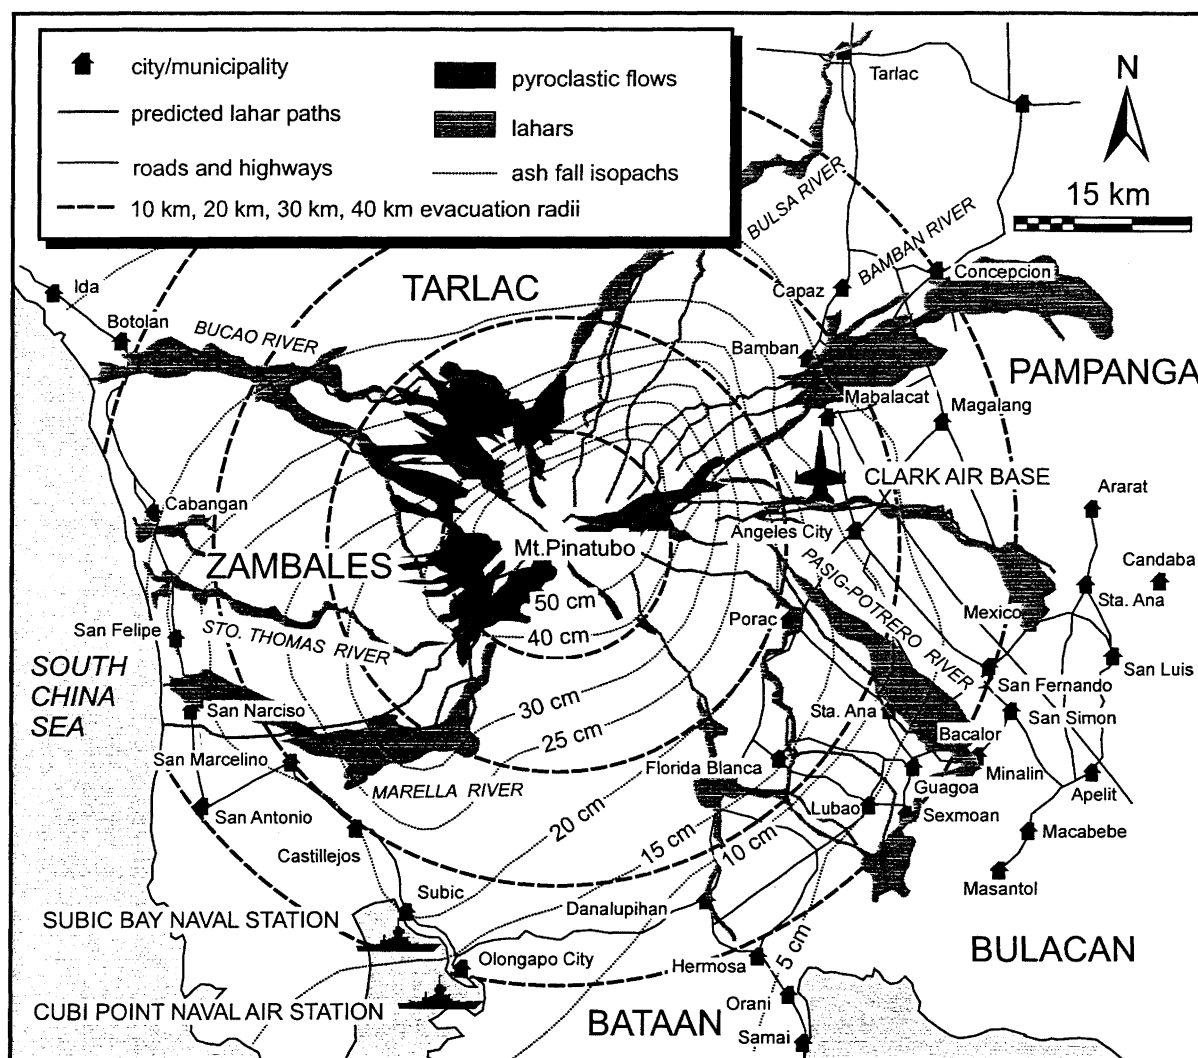 city/municipality
predicted lahar paths
roads and highways
10 km, 20 km, 30 km, 40 km evacuation radii
pyroclastic flows
lahars
ash fall isopachs
N
15 km
Tarlac
BULSA RIVER
BAMBAN RIVER
Concepcion
Capaz
TARLAC
Ida
Botolan
BUCAO RIVER
Bamban
PAMPANGA
Mabalacat
Magalang
CLARK AIR BASE
Ararat
Cabangan
Angeles City
Mt.Pinatubo
ZAMBALES
Candaba
Sta. Ana
PASIG-POTRERO RIVER
50 cm
40 cm
Mexico
Porac
San Felipe
STO. THOMAS RIVER
San Luis
SOUTH
CHINA
SEA
San Fernando
30 cm
Sta. Ana
San Simon
San Narciso
25 cm
Bacalor
San Marcelino
Florida Blanca
Minalin
MARELLA RIVER
Guagoa
Apelit
20 cm
15 cm
10 cm
Lubao
Sexmoan
San Antonio
Macabebe
Castillejos
Masantol
Subic
Danalupihan
SUBIC BAY NAVAL STATION
5 cm
BULACAN
Olongapo City
Hermosa
CUBI POINT NAVAL AIR STATION
Orani
BATAAN
Samai